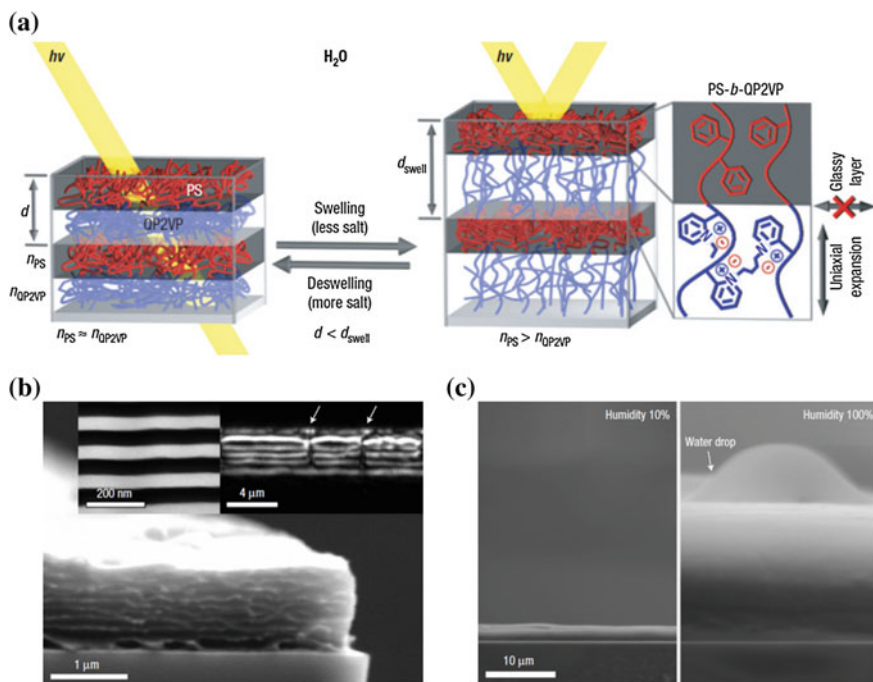 (a)
hν
H₂O
hν
PS-b-QP2VP
d
PS
QP2VP
nPS
nQP2VP
nPS ≈ nQP2VP
Swelling
(less salt)
Deswelling
(more salt)
d < dswell
dswell
nPS > nQP2VP
Glassy
layer
Uniaxial
expansion
(b)
200 nm
4 μm
1 μm
(c)
Humidity 10%
10 μm
Humidity 100%
Water drop